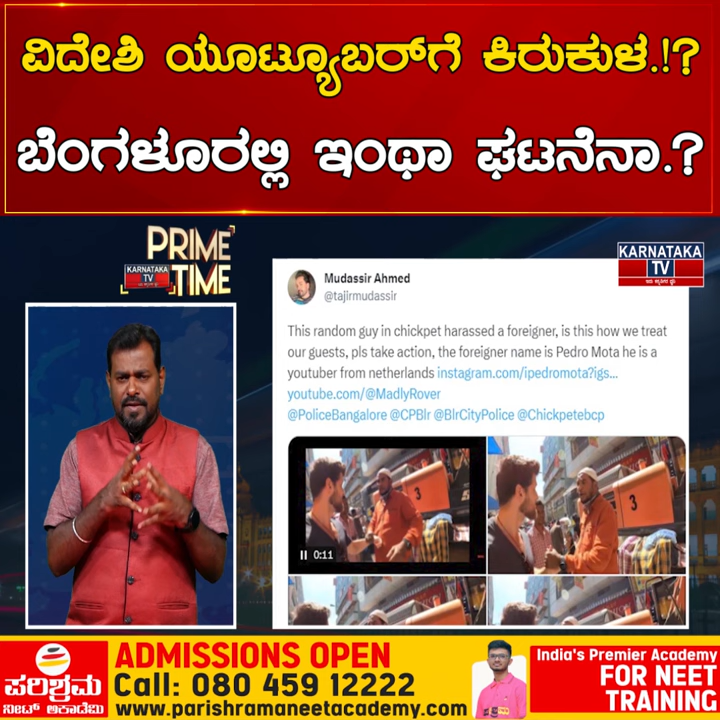 ವಿದೇಶಿ ಯೂಟ್ಯೂಬರ್‌ಗೆ ಕಿರುಕುಳ.!?
ಬೆಂಗಳೂರಲ್ಲಿ ಇಂಥಾ ಘಟನೆನಾ.?
PRIME
KARNATAKA
TV
TIME
KARNATAKA
TV
Mudassir Ahmed
@tajirmudassir
This random guy in chickpet harassed a foreigner, is this how we treat
our guests, pls take action, the foreigner name is Pedro Mota he is a
youtuber from netherlands instagram.com/ipedromota?igs...
youtube.com/@MadlyRover
@PoliceBangalore @CPBlr @BlrCityPolice @Chickpetebcp
3
3
0:11
ಪರಿಶ್ರಮ
ನೀಟ್ ಅಕಾಡೆಮಿ
ADMISSIONS OPEN
Call: 080 459 12222
www.parishramaneetacademy.com
India's Premier Academy
FOR NEET
TRAINING